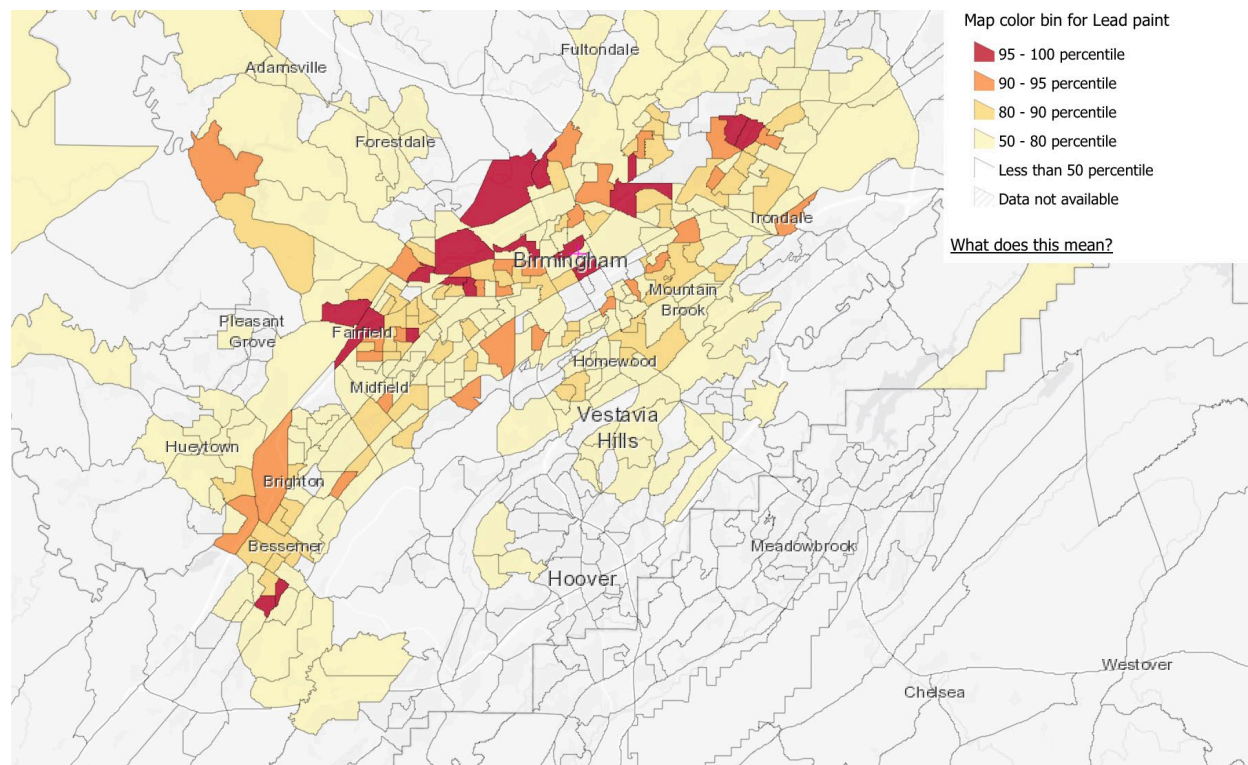 Map color bin for Lead paint
95 - 100 percentile
90 - 95 percentile
80 - 90 percentile
50 - 80 percentile
Less than 50 percentile
Data not available
What does this mean?
Fultondale
Adamsville
Forestdale
Irondale
Birmingham
Mountain
Brook
Pleasant
Grove
Fairfield
Homewood
Midfield
Vestavia
Hills
Hueytown
Brighton
Bessemer
Meadowbrook
Hoover
Westover
Chelsea